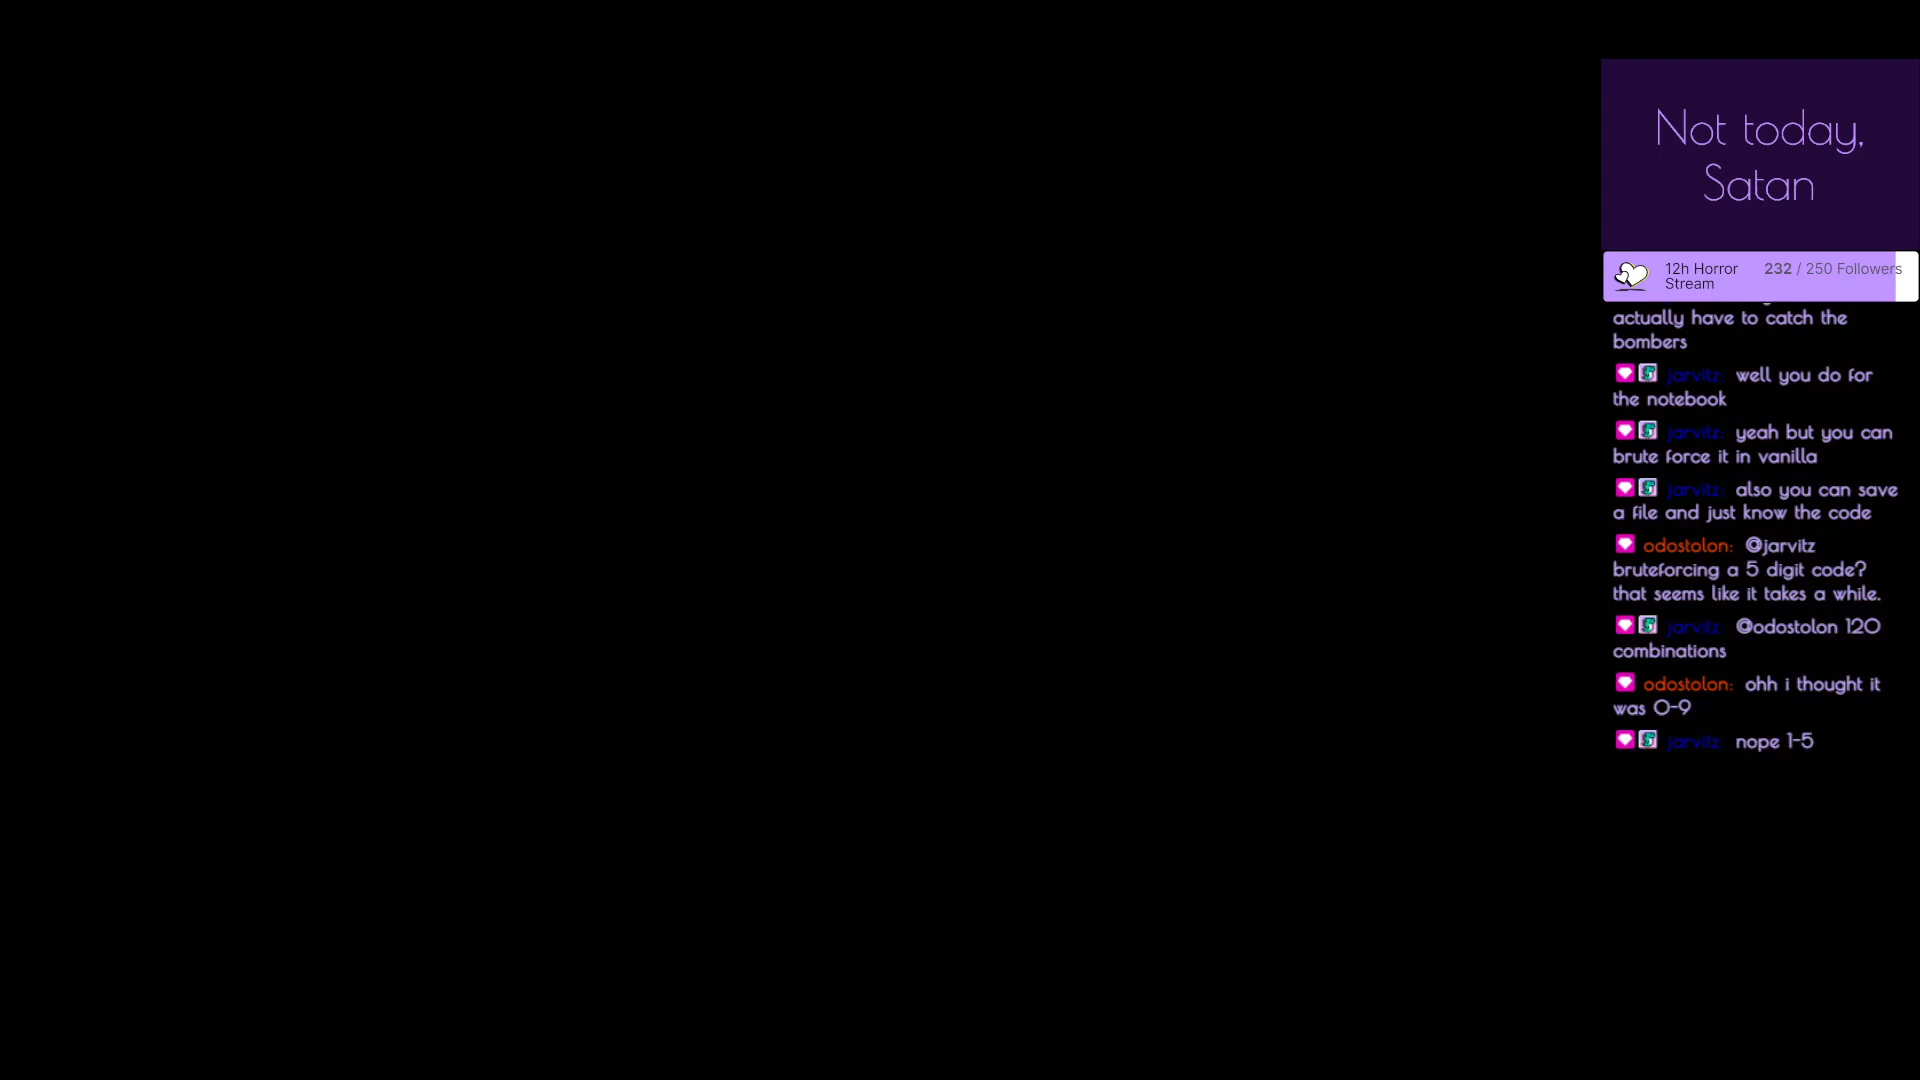 Not today,
Satan
12h Horror
Stream
232 / 250 Followers
actually have to catch the
bombers
jarvitz: well you do for
the notebook
jarvitz: yeah but you can
brute force it in vanilla
jarvitz: also you can save
a file and just know the code
odostolon: @jarvitz
bruteforcing a 5 digit code?
that seems like it takes a while.
jarvitz: @odostolon 120
combinations
odostolon: ohh i thought it
was 0-9
jarvitz: nope 1-5